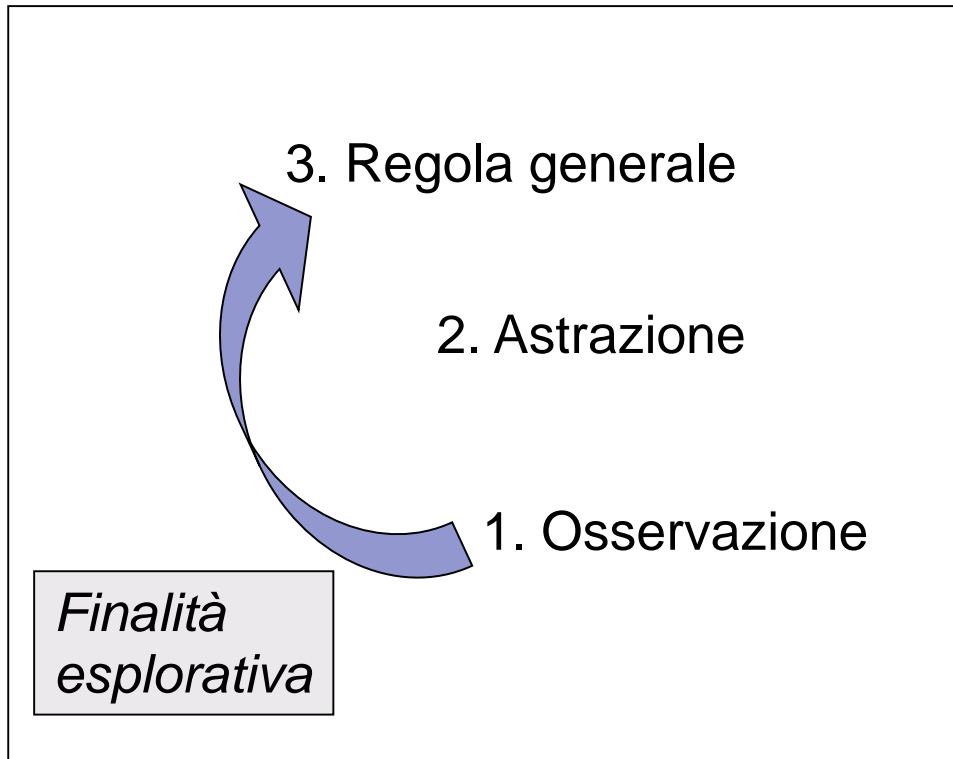 3. Regola generale
2. Astrazione
1. Osservazione
Finalità
esplorativa